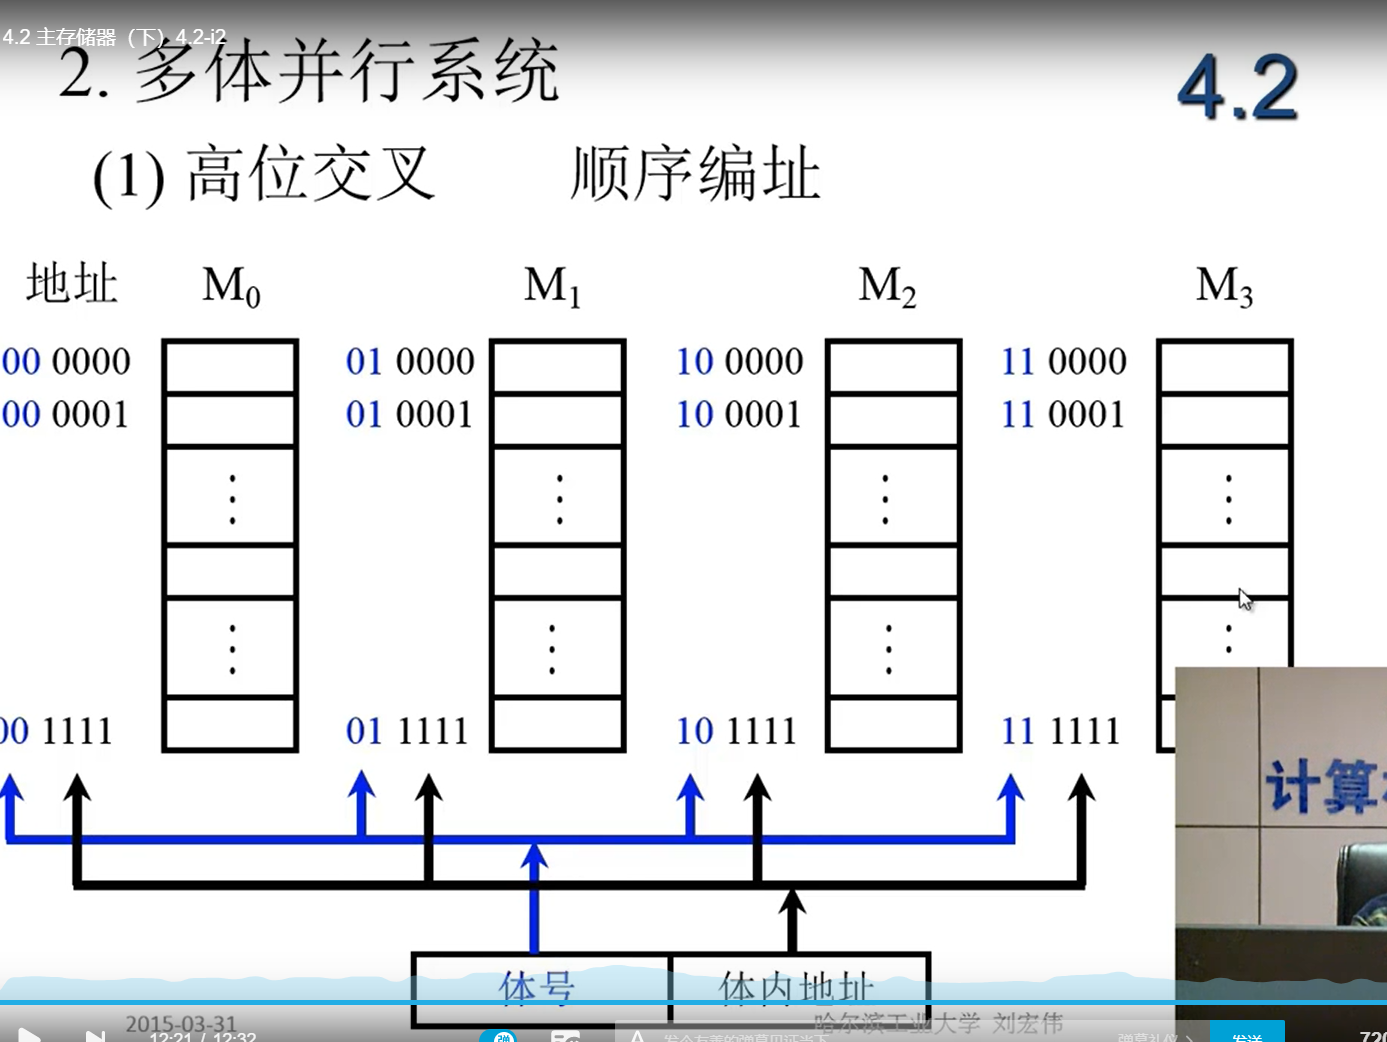 4.2 主存储器（下）4.2-i2
2. 多体并行系统
4.2
(1) 高位交叉 顺序编址
地址 M0 M1 M2 M3
00 0000 01 0000 10 0000 11 0000
00 0001 01 0001 10 0001 11 0001
00 1111 01 1111 10 1111 11 1111
计算
体号 体内地址
2015-03-31
哈尔滨工业大学 刘宏伟
12:21 / 12:32
弹
发个友善的弹幕见证当下
弹幕礼仪
发送
720